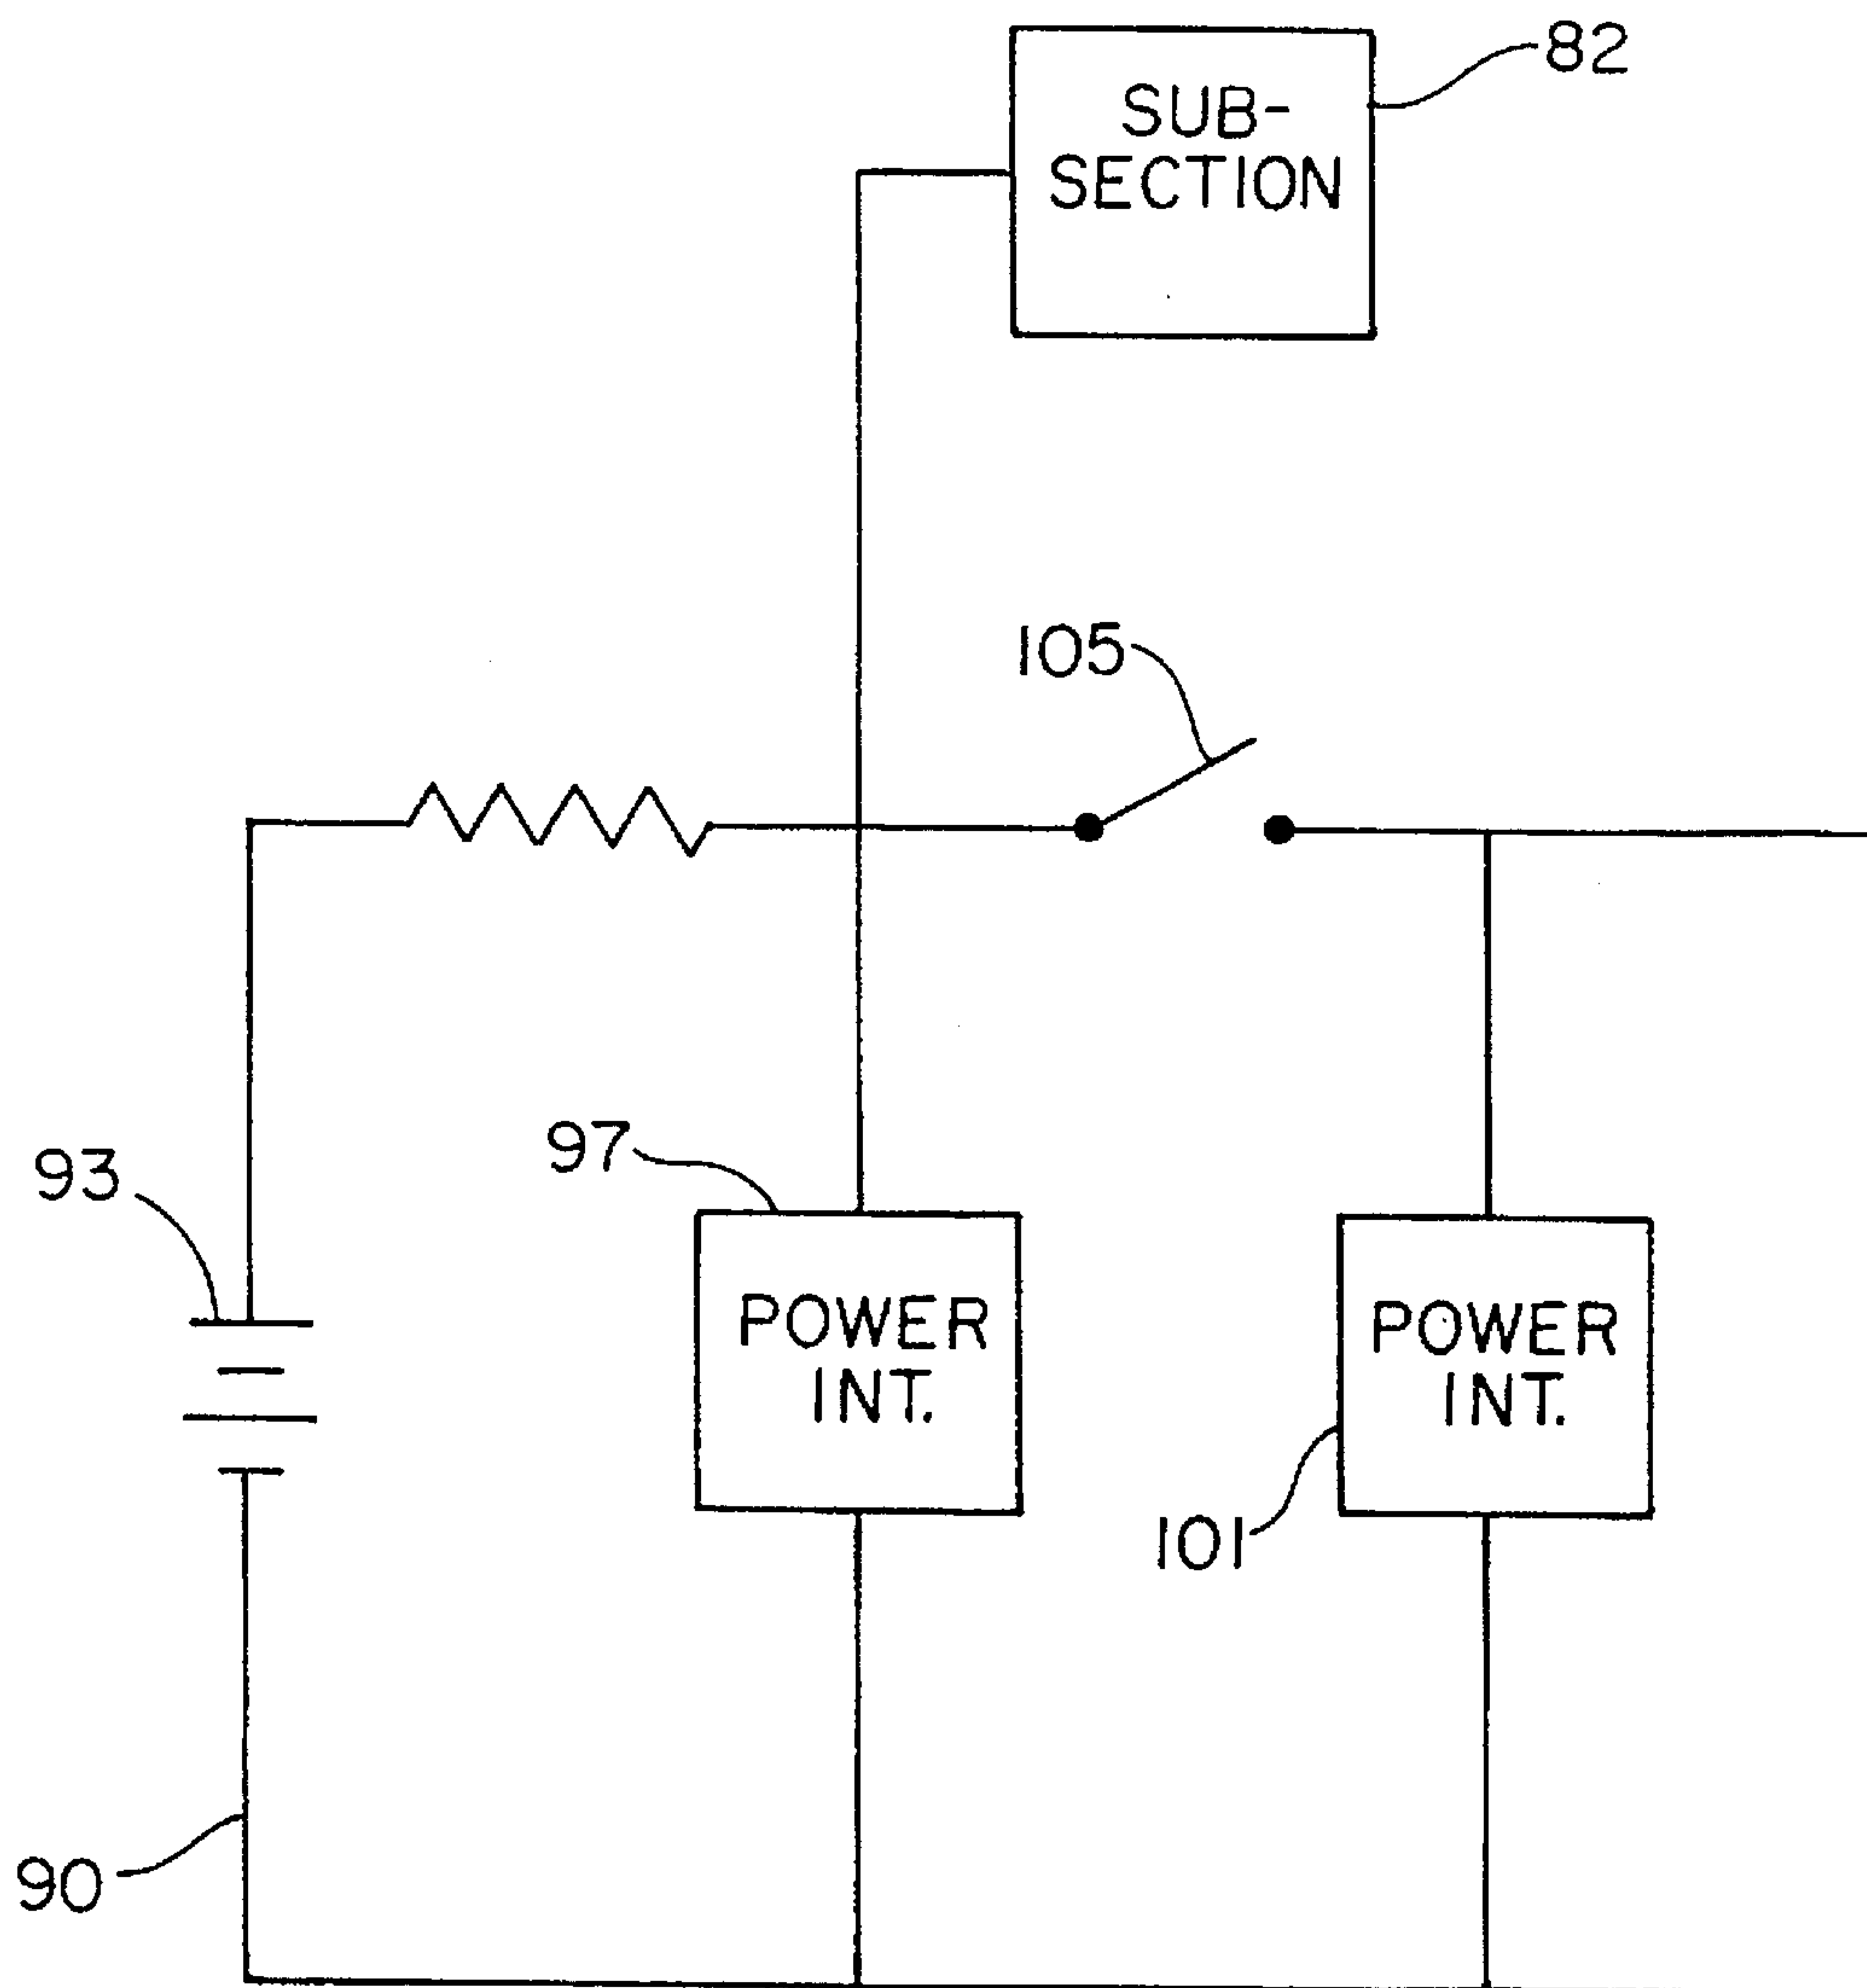 82
SUB-
SECTION
105
97
93
POWER
INT.
POWER
INT.
101
90